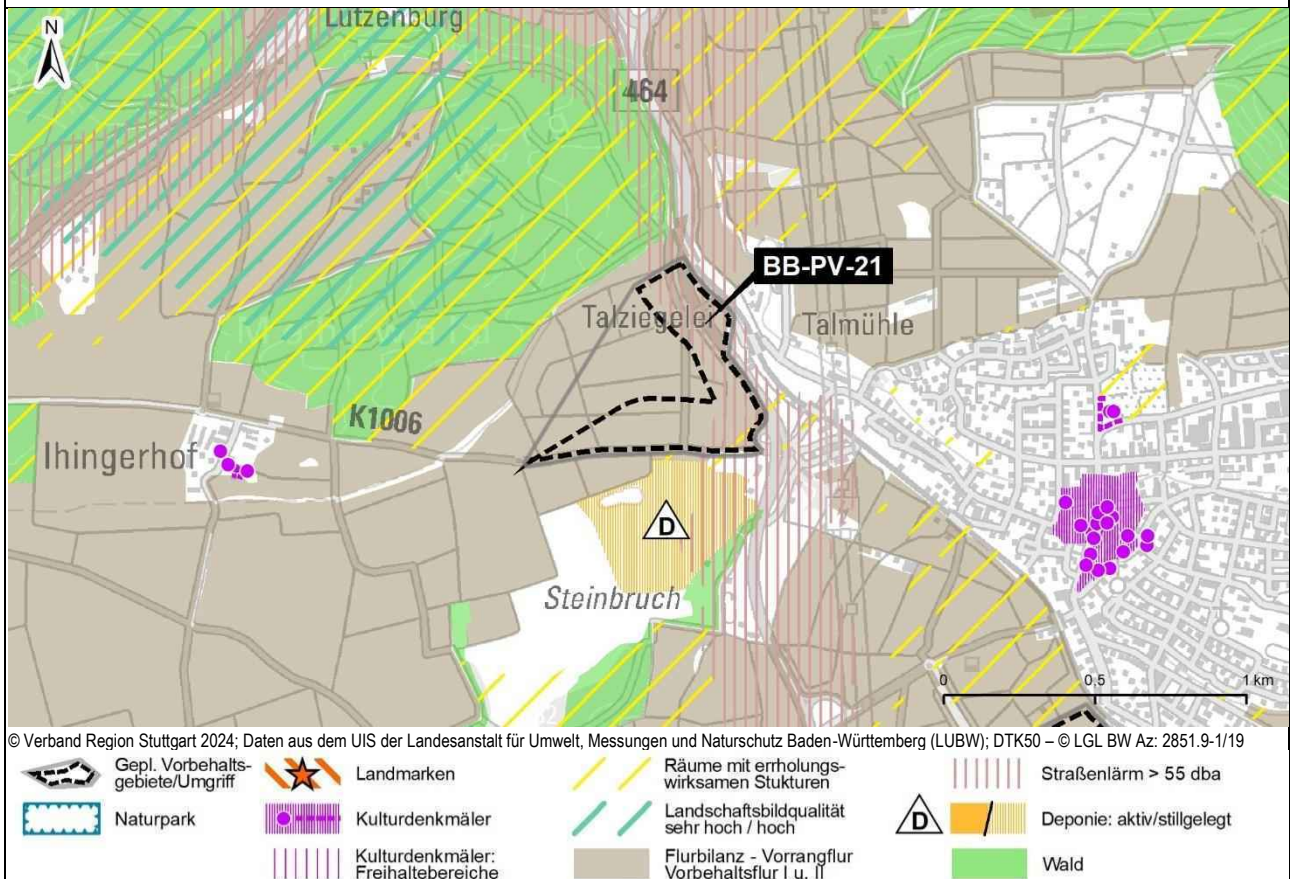 N
Lützenburg
464
BB-PV-21
Talziegelei
Talmühle
K1006
Ihingerhof
D
Steinbruch
0 0,5 1 km
© Verband Region Stuttgart 2024; Daten aus dem UIS der Landesanstalt für Umwelt, Messungen und Naturschutz Baden-Württemberg (LUBW); DTK50 – © LGL BW Az: 2851.9-1/19
Gepl. Vorbehalts-
gebiete/Umgriff
Landmarken
Räume mit errholungs-
wirksamen Stukturen
Straßenlärm > 55 dba
Naturpark
Kulturdenkmäler
Landschaftsbildqualität
sehr hoch / hoch
D
Deponie: aktiv/stillgelegt
Kulturdenkmäler:
Freihaltebereiche
Flurbilanz - Vorrangflur
Vorbehaltsflur I u. II
Wald